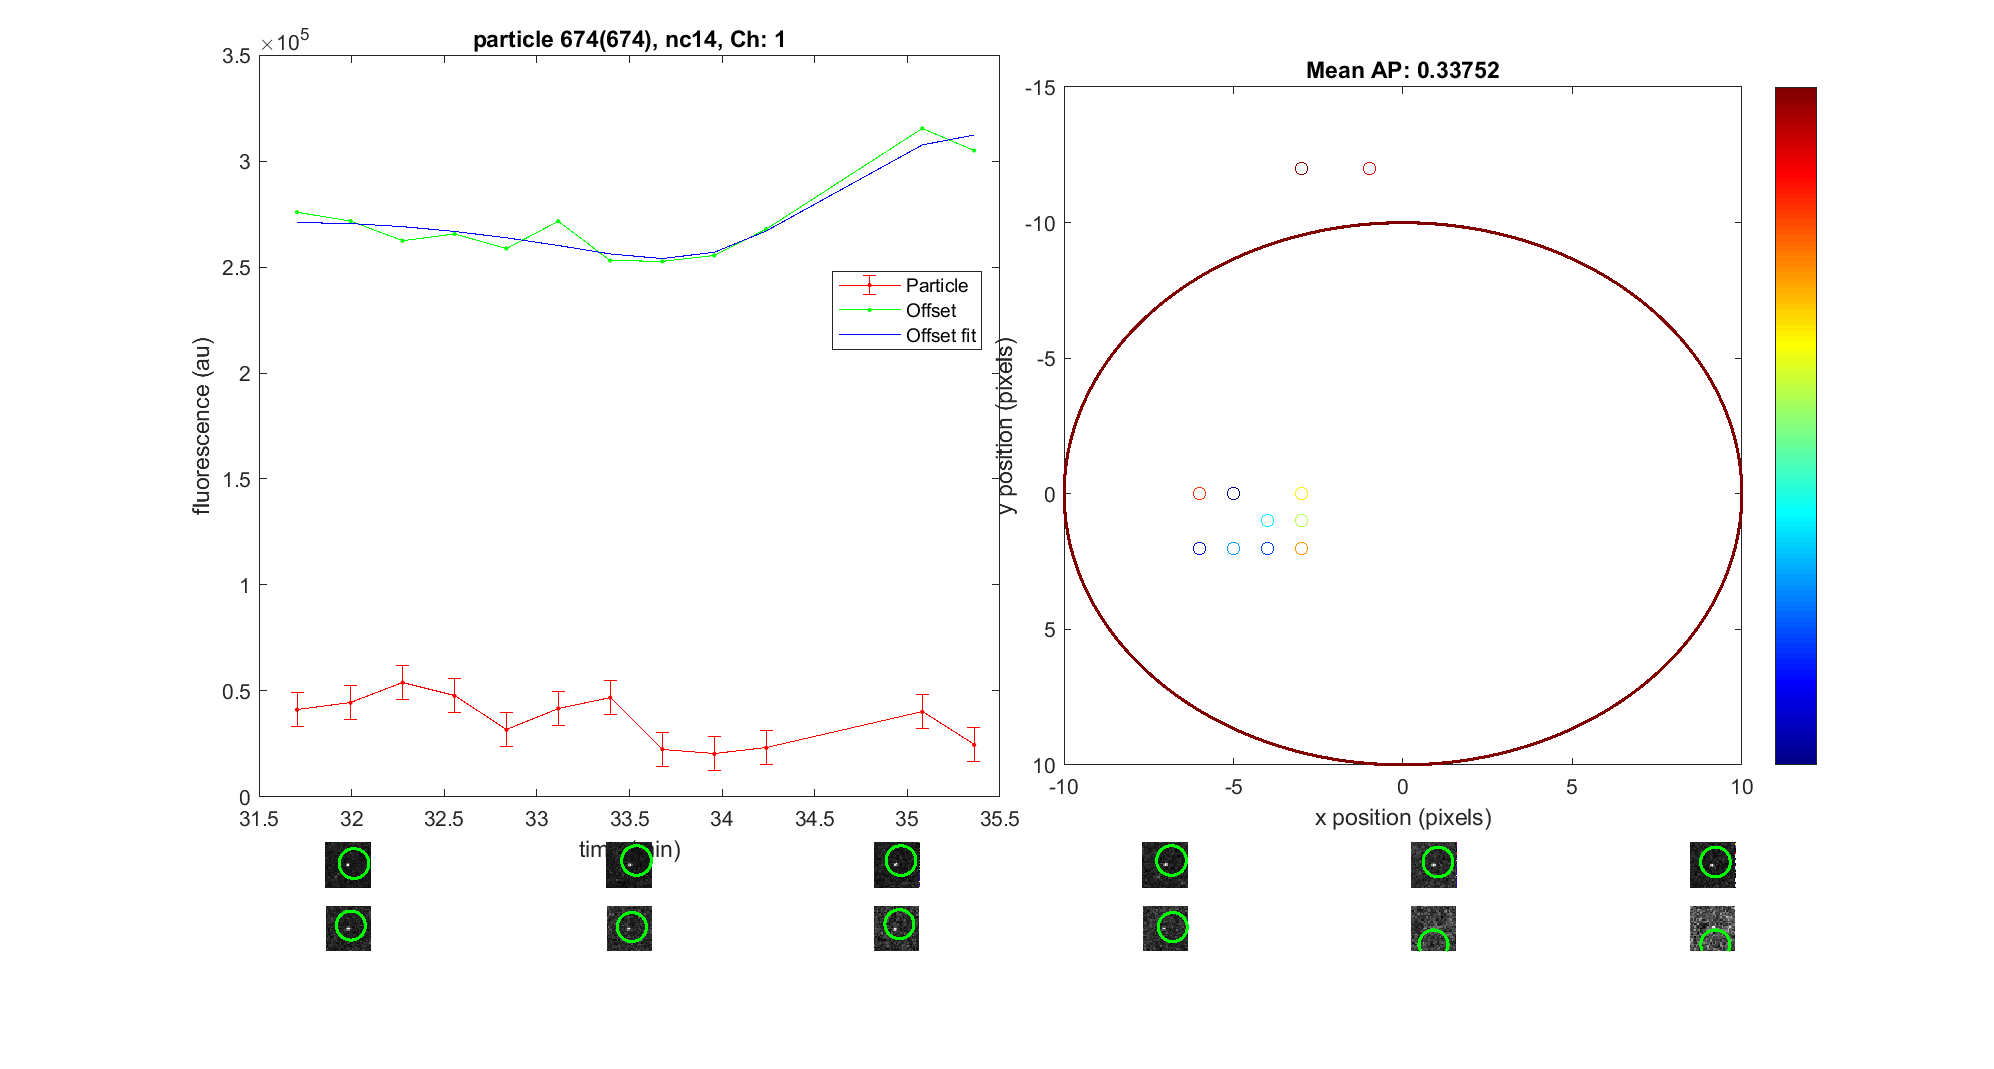 particle 674(674), nc14, Ch: 1
×10^5
3.5
3
2.5
2
1.5
1
0.5
0
fluorescence (au)
31.5 32 32.5 33 33.5 34 34.5 35 35.5
Particle
Offset
Offset fit
Mean AP: 0.33752
-15
-10
-5
0
5
10
y position (pixels)
-10 -5 0 5 10
x position (pixels)